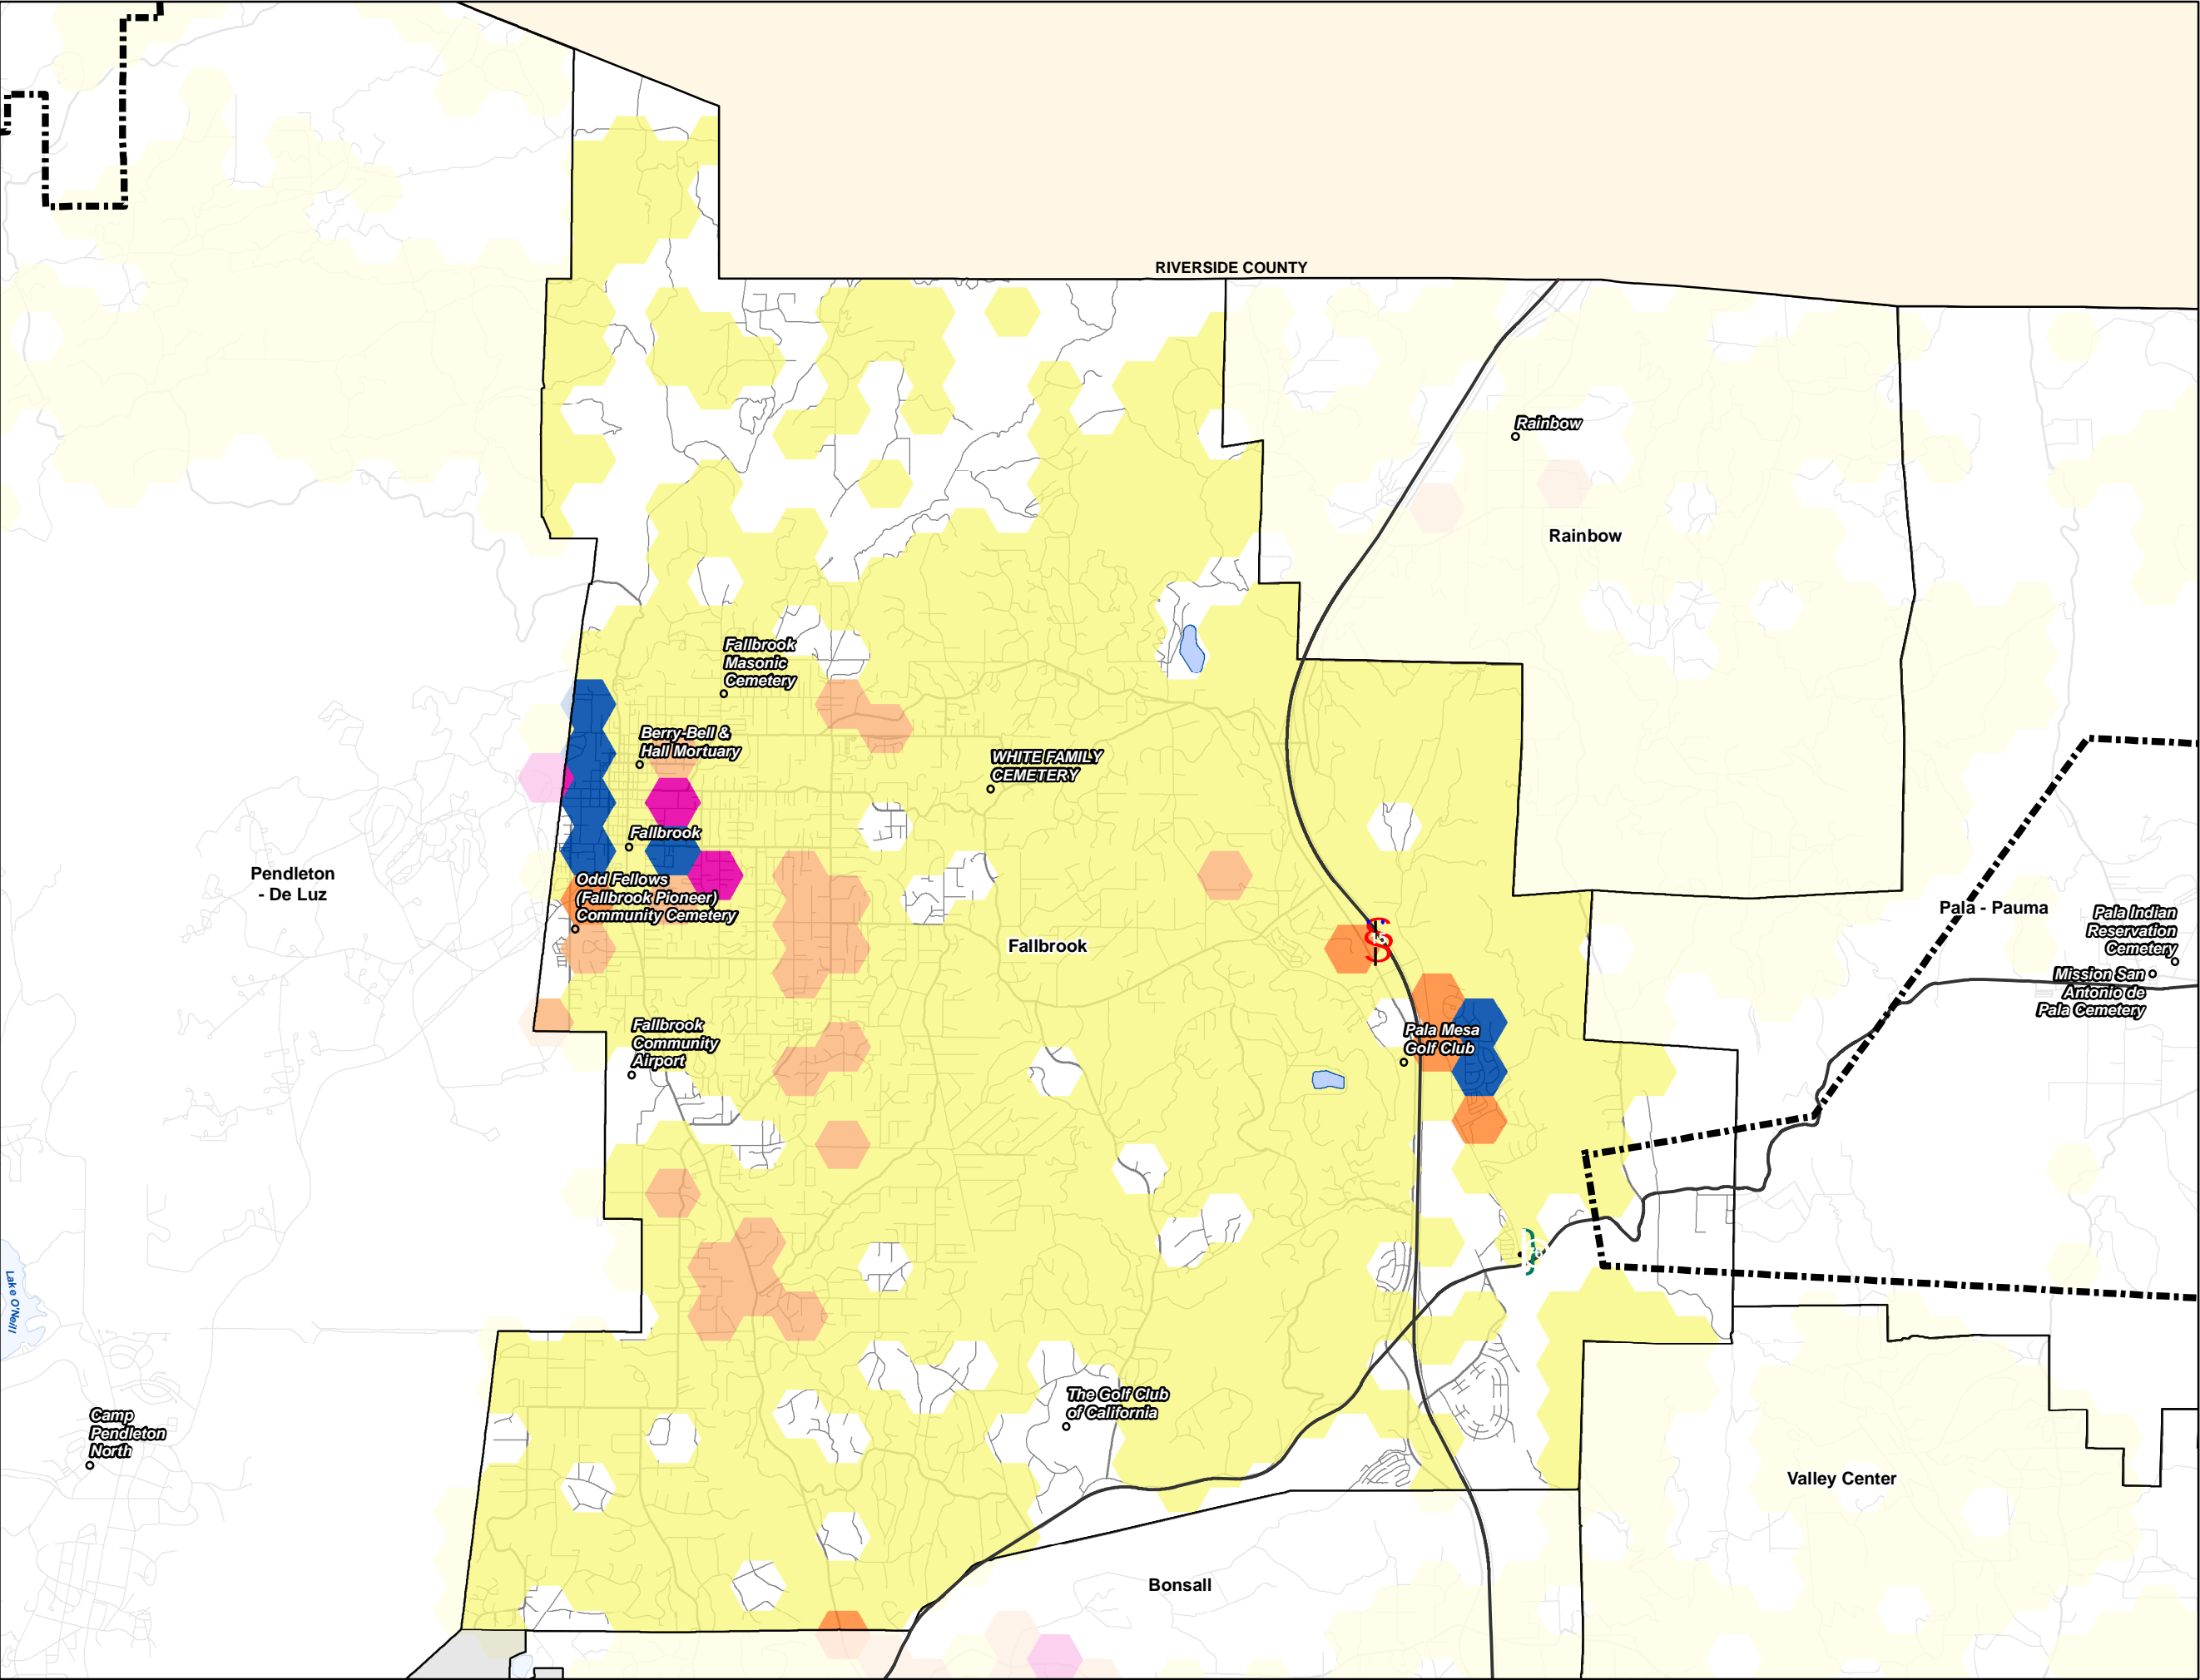 RIVERSIDE COUNTY
Rainbow
Rainbow
Fallbrook
Masonic
Cemetery
Berry-Bell &
Hall Mortuary
WHITE FAMILY
CEMETERY
Fallbrook
Pendleton
- De Luz
Odd Fellows
(Fallbrook Pioneer)
Community Cemetery
Fallbrook
Pala - Pauma
Pala Indian
Reservation
Cemetery
Mission San
Antonio de
Pala Cemetery
15
Fallbrook
Community
Airport
Pala Mesa
Golf Club
76
Lake O'Neill
The Golf Club
of California
Camp
Pendleton
North
Valley Center
Bonsall